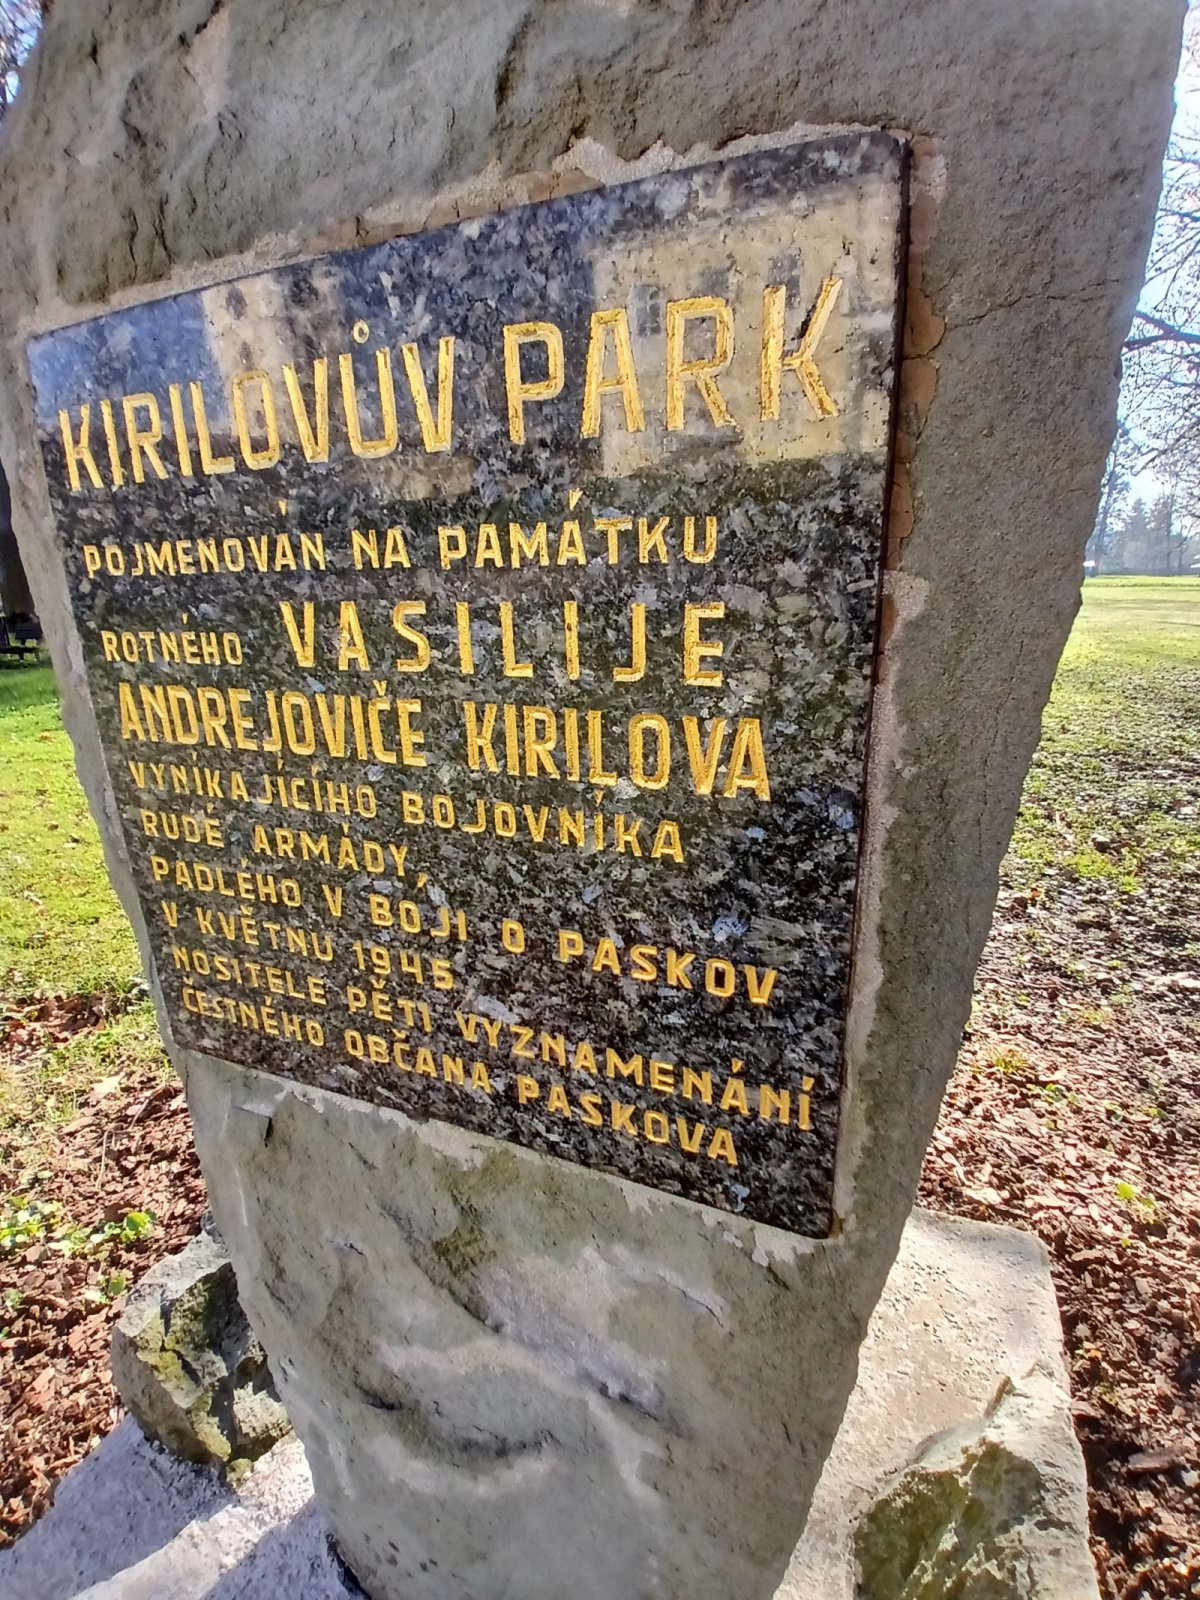 KIRILOVŮV PARK
POJMENOVÁN NA PAMÁTKU
ROTNÉHO VASILIJE
ANDREJOVIČE KIRILOVA
VYNÍKAJÍCÍHO BOJOVNÍKA
RUDÉ ARMÁDY,
PADLÉHO V BOJI O PASKOV
V KVĚTNU 1945
NOSITELE PĚTI VYZNAMENÁNÍ
ČESTNÉHO OBČANA PASKOVA